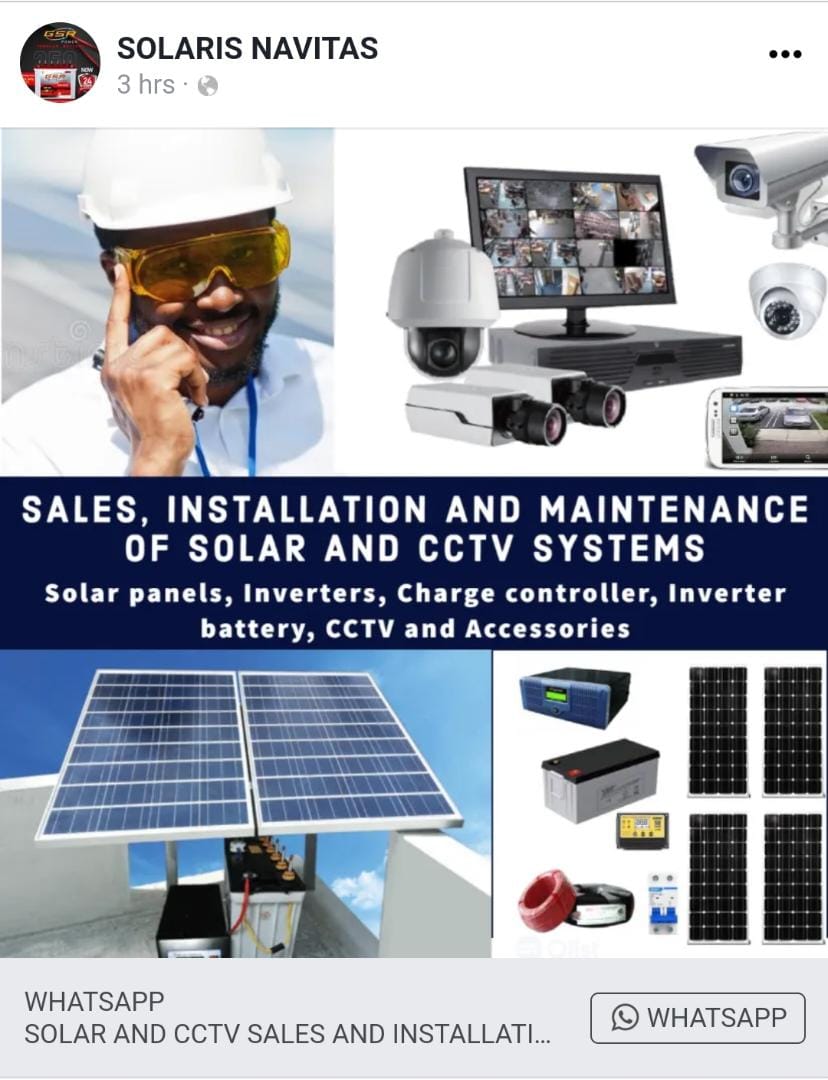 SOLARIS NAVITAS
3 hrs ·
SALES, INSTALLATION AND MAINTENANCE
OF SOLAR AND CCTV SYSTEMS
Solar panels, Inverters, Charge controller, Inverter
battery, CCTV and Accessories
WHATSAPP
SOLAR AND CCTV SALES AND INSTALLATI...
WHATSAPP